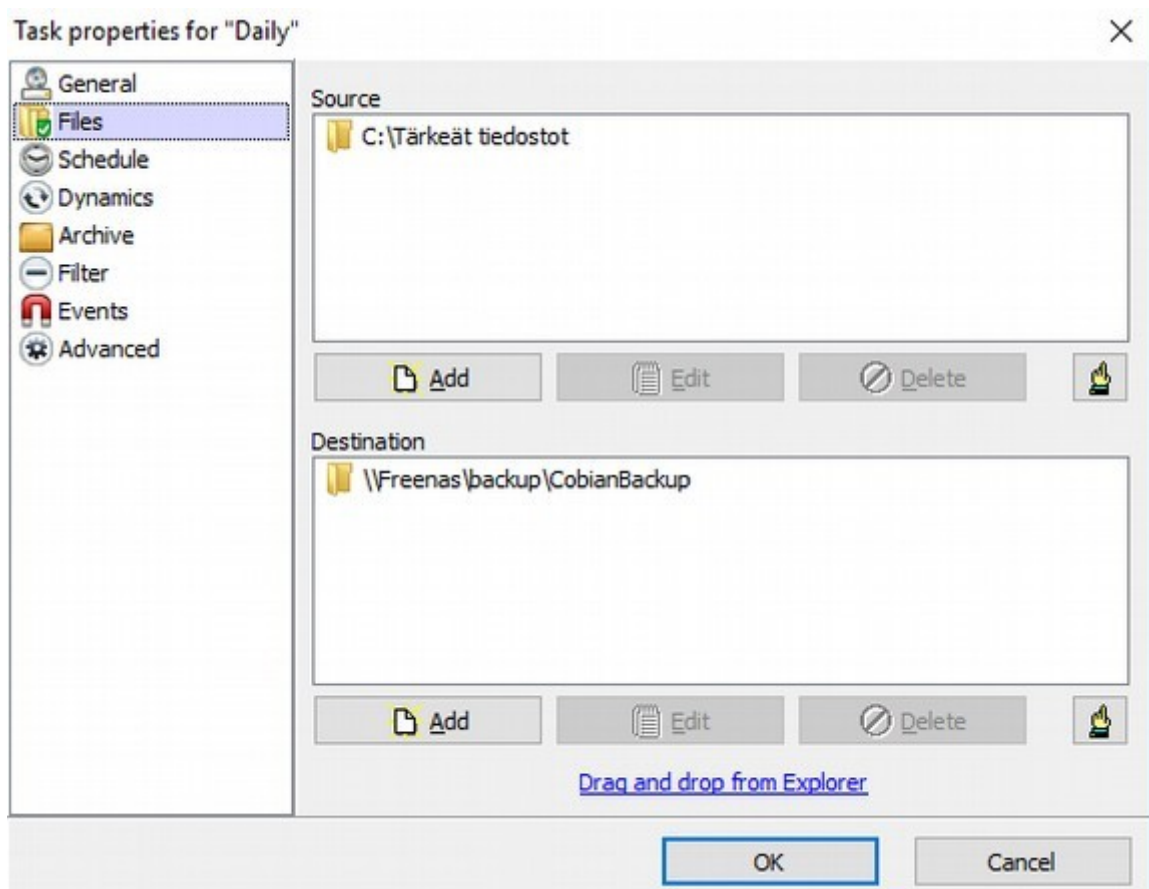 Task properties for "Daily"
General
Files
Schedule
Dynamics
Archive
Filter
Events
Advanced
Source
C:\Tärkeät tiedostot
Add
Edit
Delete
Destination
\\Freenas\backup\CobianBackup
Add
Edit
Delete
Drag and drop from Explorer
OK
Cancel